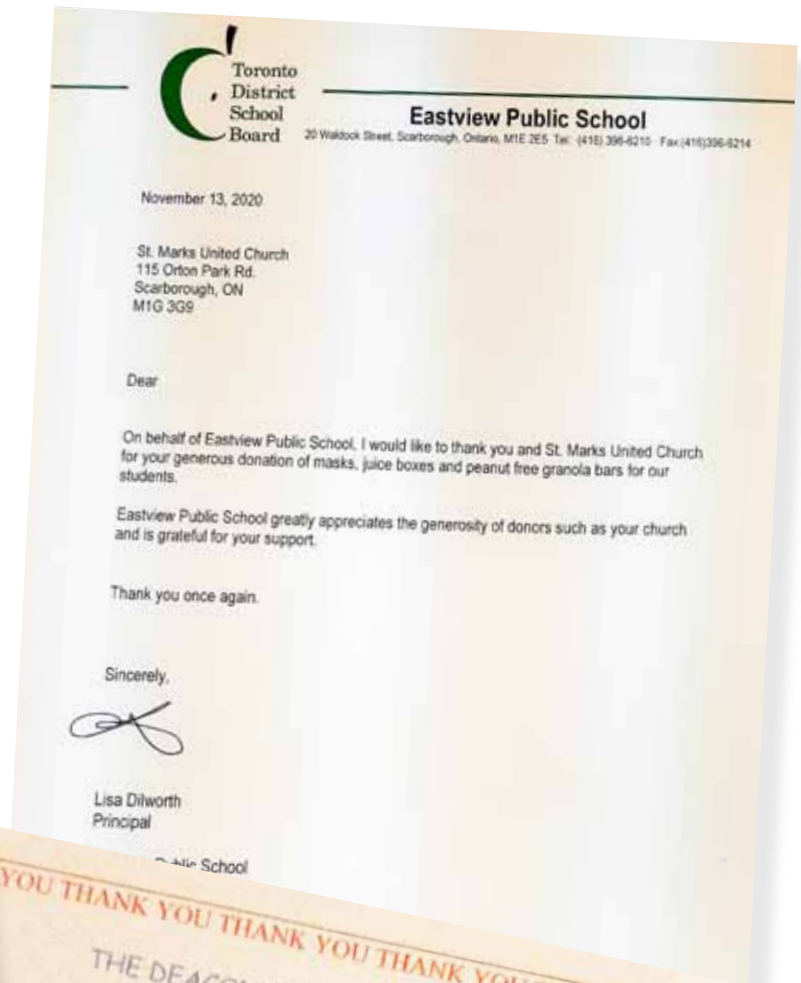 Toronto
District
School
Board
Eastview Public School
20 Waldock Street, Scarborough, Ontario, M1E 2E5 Tel: (416) 396-6210 Fax:(416)396-6214
November 13, 2020
St. Marks United Church
115 Orton Park Rd.
Scarborough, ON
M1G 3G9
Dear
On behalf of Eastview Public School, I would like to thank you and St. Marks United Church
for your generous donation of masks, juice boxes and peanut free granola bars for our
students.
Eastview Public School greatly appreciates the generosity of donors such as your church
and is grateful for your support.
Thank you once again.
Sincerely,
Lisa Dilworth
Principal
School
YOU THANK YOU THANK YOU THANK YOU
THE